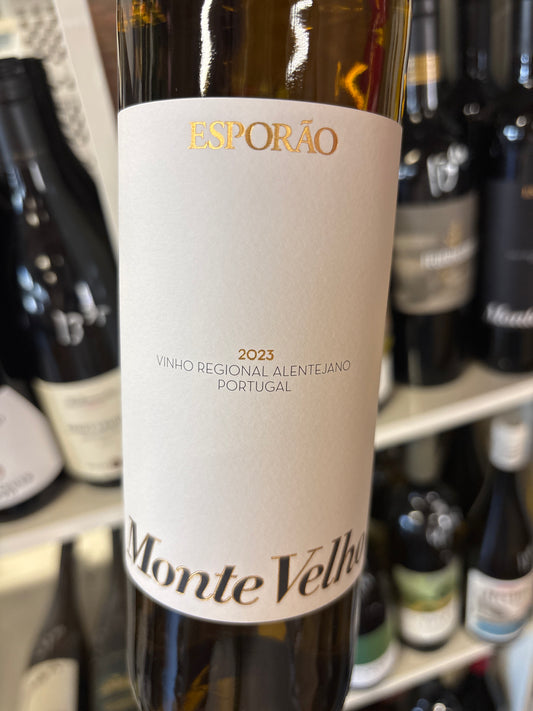 ESPORÃO
2023
VINHO REGIONAL ALENTEJANO
PORTUGAL
Monte Velho